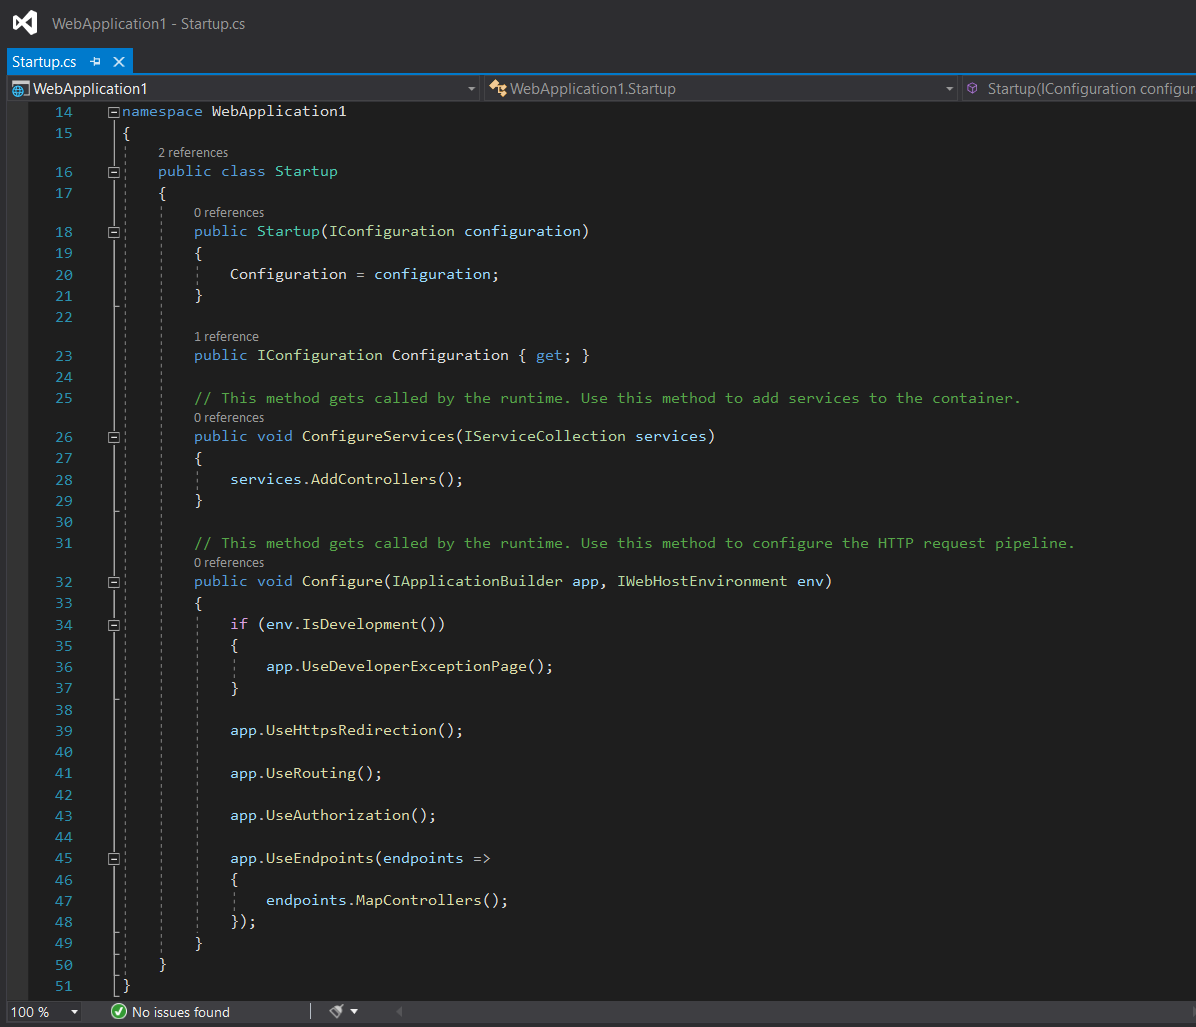 WebApplication1 - Startup.cs
Startup.cs
WebApplication1 WebApplication1.Startup Startup(IConfiguration configur
14 namespace WebApplication1
15 {
2 references
16 public class Startup
17 {
0 references
18 public Startup(IConfiguration configuration)
19 {
20 Configuration = configuration;
21 }
22
1 reference
23 public IConfiguration Configuration { get; }
24
25 // This method gets called by the runtime. Use this method to add services to the container.
0 references
26 public void ConfigureServices(IServiceCollection services)
27 {
28 services.AddControllers();
29 }
30
31 // This method gets called by the runtime. Use this method to configure the HTTP request pipeline.
0 references
32 public void Configure(IApplicationBuilder app, IWebHostEnvironment env)
33 {
34 if (env.IsDevelopment())
35 {
36 app.UseDeveloperExceptionPage();
37 }
38
39 app.UseHttpsRedirection();
40
41 app.UseRouting();
42
43 app.UseAuthorization();
44
45 app.UseEndpoints(endpoints =>
46 {
47 endpoints.MapControllers();
48 });
49 }
50 }
51 }
100 % No issues found